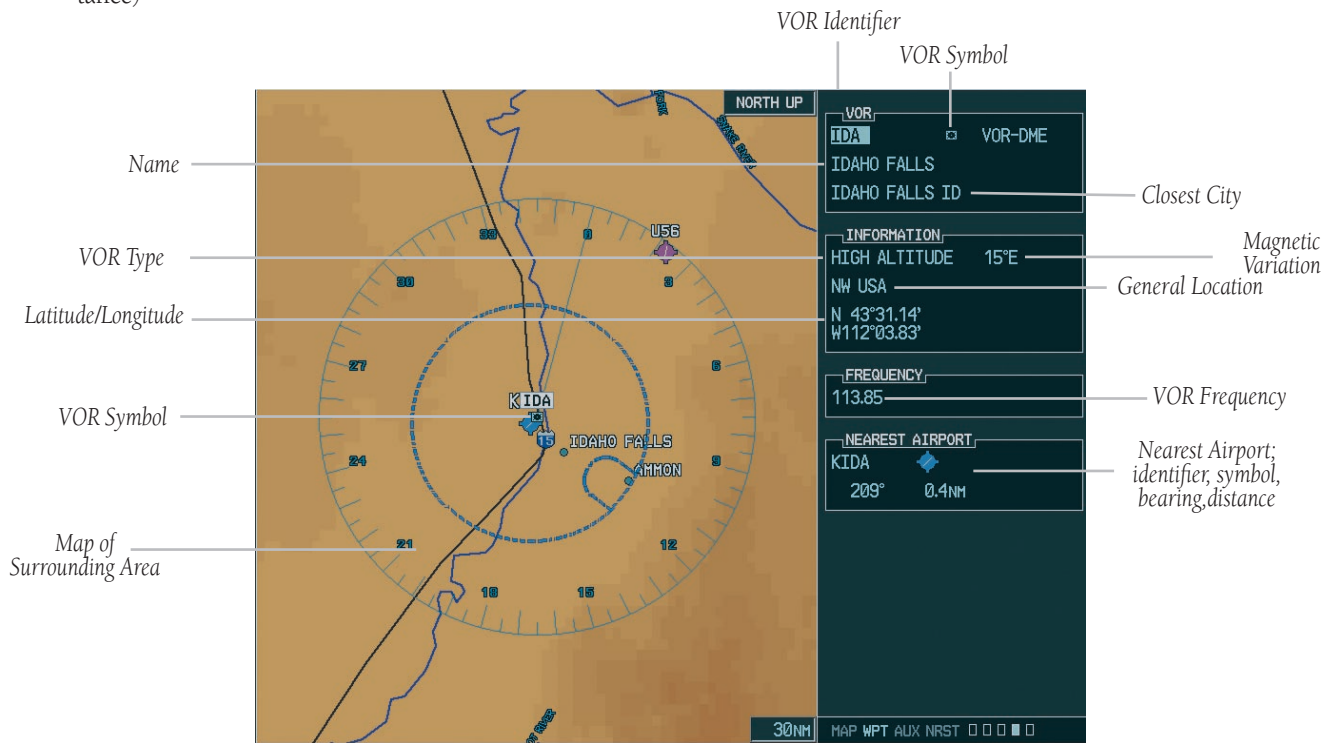 tance)
VOR Identifier
VOR Symbol
NORTH UP
VOR
IDA VOR-DME
Name
IDAHO FALLS
IDAHO FALLS ID
Closest City
U56
INFORMATION
VOR Type
HIGH ALTITUDE 15°E
Magnetic
Variation
NW USA
General Location
Latitude/Longitude
N 43°31.14'
W112°03.83'
33
0
30
3
27
6
24
9
21
12
18
15
FREQUENCY
113.85
VOR Frequency
VOR Symbol
IDA
15
IDAHO FALLS
AMMON
NEAREST AIRPORT
KIDA
209° 0.4NM
Nearest Airport;
identifier, symbol,
bearing,distance
Map of
Surrounding Area
30NM
MAP WPT AUX NRST